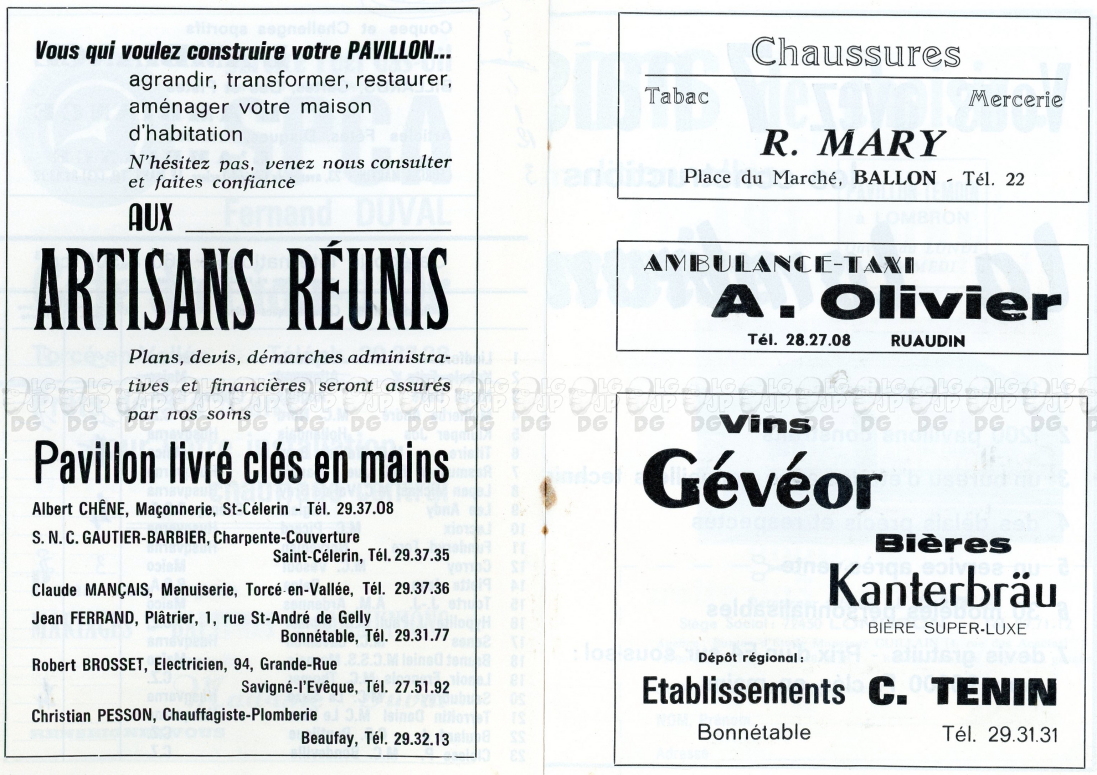 Vous qui voulez construire votre PAVILLON...
agrandir, transformer, restaurer,
aménager votre maison
d'habitation
N'hésitez pas, venez nous consulter
et faites confiance
AUX
ARTISANS RÉUNIS
Plans, devis, démarches administra-
tives et financières seront assurés
par nos soins
Pavillon livré clés en mains
Albert CHÊNE, Maçonnerie, St-Célerin - Tél. 29.37.08
S. N. C. GAUTIER-BARBIER, Charpente-Couverture
Saint-Célerin, Tél. 29.37.35
Claude MANÇAIS, Menuiserie, Torcé-en-Vallée, Tél. 29.37.36
Jean FERRAND, Plâtrier, 1, rue St-André de Gelly
Bonnétable, Tél. 29.31.77
Robert BROSSET, Electricien, 94, Grande-Rue
Savigné-l'Evêque, Tél. 27.51.92
Christian PESSON, Chauffagiste-Plomberie
Beaufay, Tél. 29.32,13
Chaussures
Tabac Mercerie
R. MARY
Place du Marché, BALLON - Tél. 22
AMBULANCE-TAXI
A. Olivier
Tél. 28.27.08 RUAUDIN
Vins
Gévéor
Bières
Kanterbräu
BIÈRE SUPER-LUXE
Dépôt régional :
Etablissements C. TENIN
Bonnétable Tél. 29.31.31